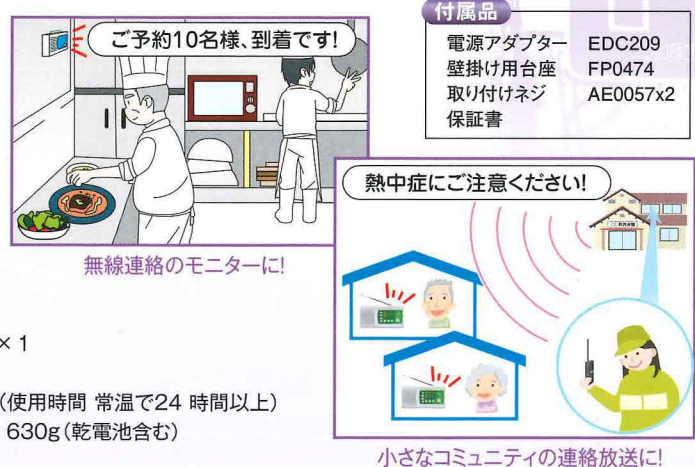 ご予約10名様、到着です!
無線連絡のモニターに!
付属品
電源アダプター EDC209
壁掛け用台座 FP0474
取り付けネジ AE0057x2
保証書
熱中症にご注意ください!
小さなコミュニティの連絡放送に!
× 1
(使用時間 常温で24 時間以上)
630g(乾電池含む)